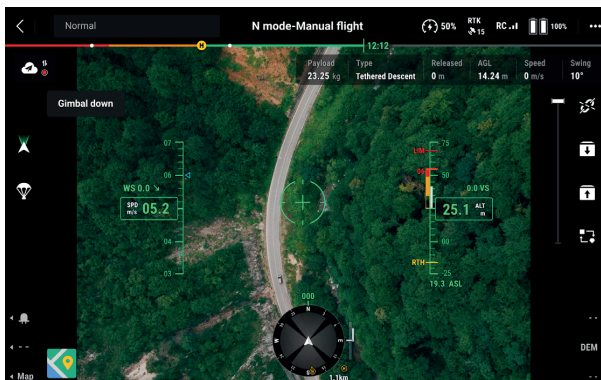 Normal
N mode-Manual flight
50%
RTK
15
RC
100%
12:12
Payload Type Released AGL Speed Swing
23.25 kg Tethered Descent 0 m 14.24 m 0 m/s 10°
Gimbal down
07
06
WS 0.0 ↘
SPD
m/s 05.2
04
03
LIM
75
50
0.0 VS
25.1 ALT
m
00
RTH
-25
19.3 ASL
000
N
E
S
W
1.1km
H
DEM
Map